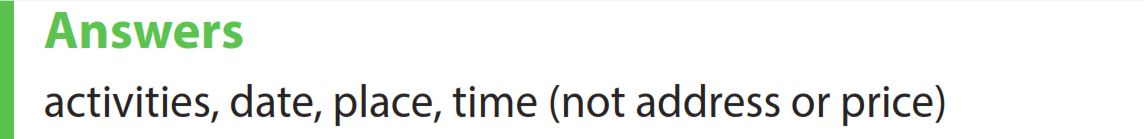 Answers
activities, date, place, time (not address or price)